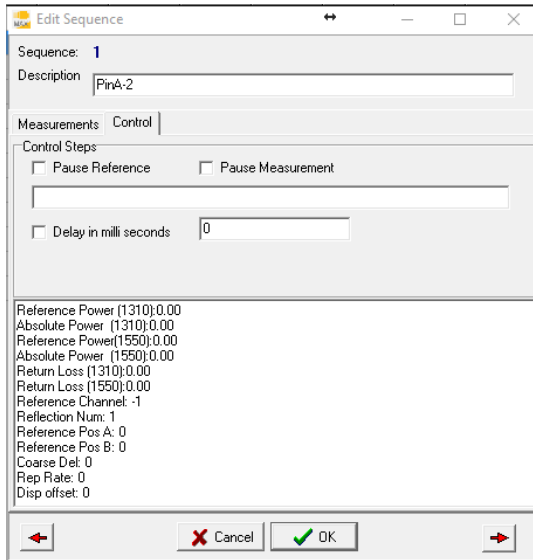 Edit Sequence
Sequence: 1
Description PinA-2
Measurements Control
Control Steps
Pause Reference Pause Measurement
Delay in milli seconds 0
Reference Power (1310):0.00
Absolute Power (1310):0.00
Reference Power(1550):0.00
Absolute Power (1550):0.00
Return Loss (1310):0.00
Return Loss (1550):0.00
Reference Channel: -1
Reflection Num: 1
Reference Pos A: 0
Reference Pos B: 0
Coarse Del: 0
Rep Rate: 0
Disp offset: 0
Cancel OK